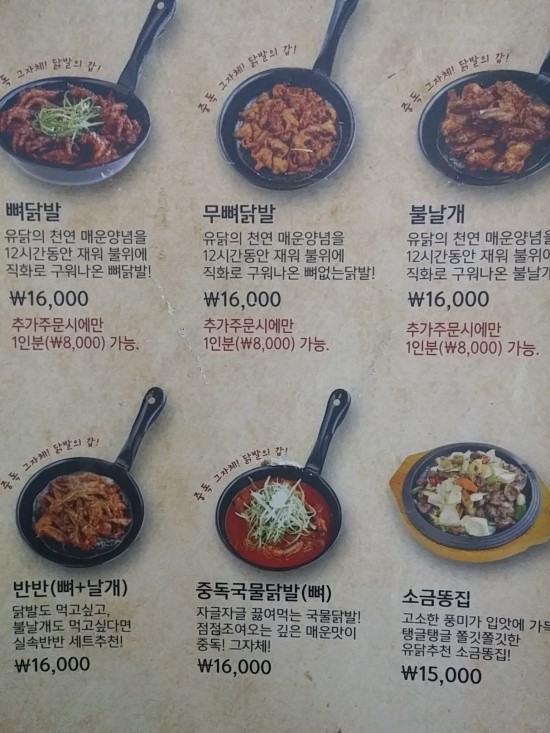 중독 그자체! 닭발의 갑!
중독 그자체! 닭발의 갑!
중독 그자체! 닭발의 갑!
뼈닭발
유닭의 천연 매운양념을
12시간동안 재워 불위에
직화로 구워나온 뼈닭발!
₩16,000
추가주문시에만
1인분(₩8,000) 가능.
무뼈닭발
유닭의 천연 매운양념을
12시간동안 재워 불위에
직화로 구워나온 뼈없는닭발!
₩16,000
추가주문시에만
1인분(₩8,000) 가능.
불날개
유닭의 천연 매운양념을
12시간동안 재워 불위에
직화로 구워나온 불날개
₩16,000
추가주문시에만
1인분(₩8,000) 가능.
중독 그자체! 닭발의 갑!
중독 그자체! 닭발의 갑!
반반(뼈+날개)
닭발도 먹고싶고,
불날개도 먹고싶다면
실속반반 세트추천!
₩16,000
중독국물닭발(뼈)
자글자글 끓여먹는 국물닭발!
점점조여오는 깊은 매운맛이
중독! 그자체!
₩16,000
소금똥집
고소한 풍미가 입앗에
탱글탱글 쫄깃쫄깃한
유닭추천 소금똥집!
₩15,000